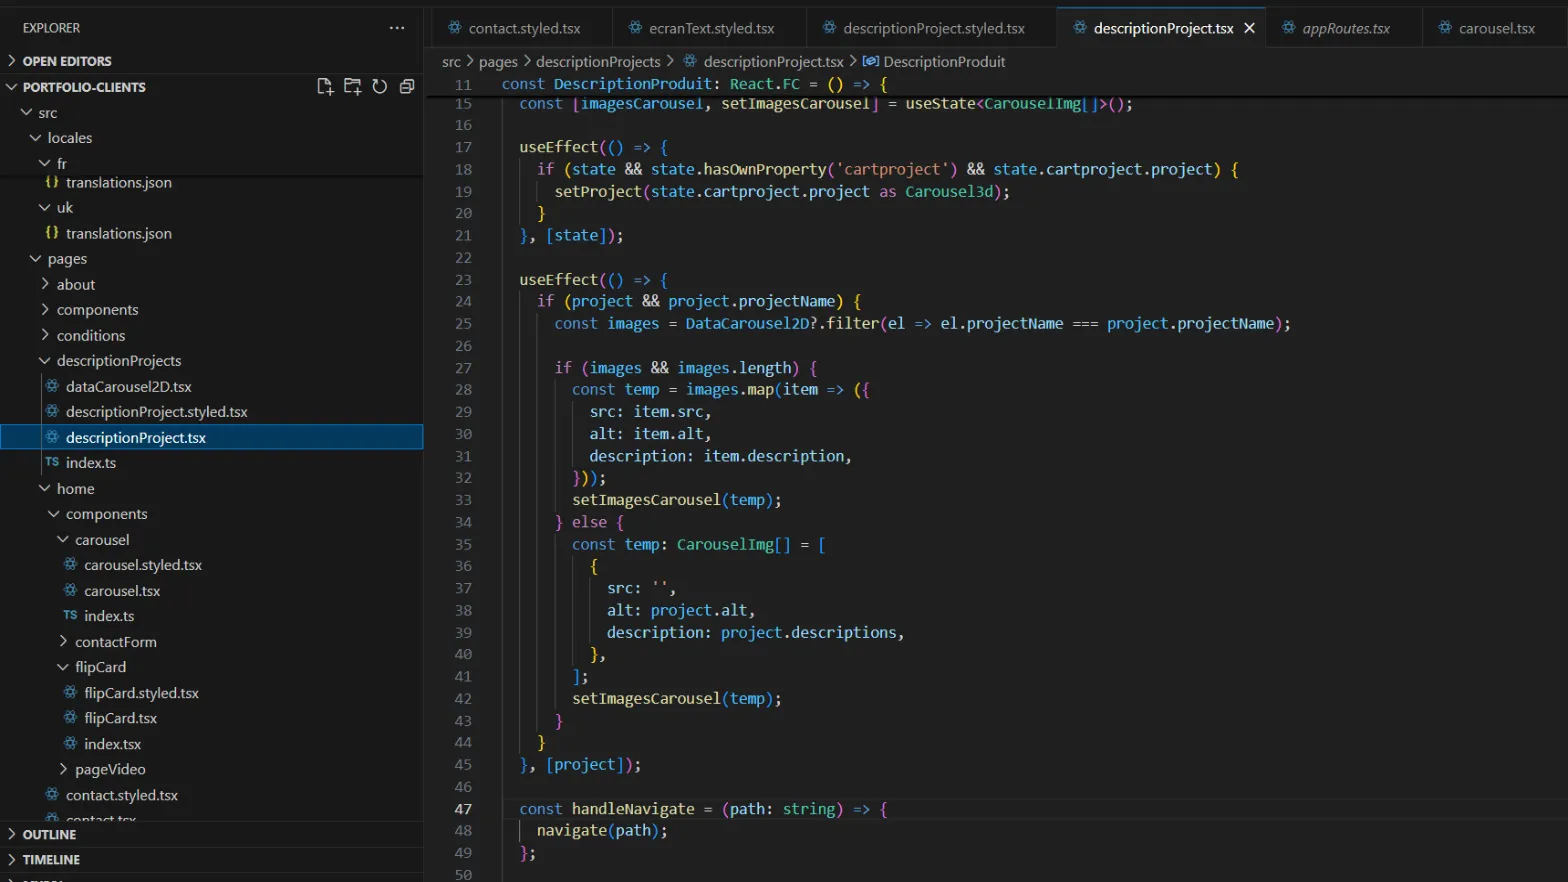 EXPLORER
OPEN EDITORS
PORTFOLIO-CLIENTS
src
locales
fr
{} translations.json
uk
{} translations.json
pages
about
components
conditions
descriptionProjects
dataCarousel2D.tsx
descriptionProject.styled.tsx
descriptionProject.tsx
TS index.ts
home
components
carousel
carousel.styled.tsx
carousel.tsx
TS index.ts
contactForm
flipCard
flipCard.styled.tsx
flipCard.tsx
index.tsx
pageVideo
contact.styled.tsx
contact.tsx
OUTLINE
TIMELINE
contact.styled.tsx ecranText.styled.tsx descriptionProject.styled.tsx descriptionProject.tsx appRoutes.tsx carousel.tsx
src > pages > descriptionProjects > descriptionProject.tsx > DescriptionProduit
11 const DescriptionProduit: React.FC = () => {
15 const [imagesCarousel, setImagesCarousel] = useState<CarouselImg[]>();
16
17 useEffect(() => {
18 if (state && state.hasOwnProperty('cartproject') && state.cartproject.project) {
19 setProject(state.cartproject.project as Carousel3d);
20 }
21 }, [state]);
22
23 useEffect(() => {
24 if (project && project.projectName) {
25 const images = DataCarousel2D?.filter(el => el.projectName === project.projectName);
26
27 if (images && images.length) {
28 const temp = images.map(item => ({
29 src: item.src,
30 alt: item.alt,
31 description: item.description,
32 }));
33 setImagesCarousel(temp);
34 } else {
35 const temp: CarouselImg[] = [
36 {
37 src: '',
38 alt: project.alt,
39 description: project.descriptions,
40 },
41 ];
42 setImagesCarousel(temp);
43 }
44 }
45 }, [project]);
46
47 const handleNavigate = (path: string) => {
48 navigate(path);
49 };
50